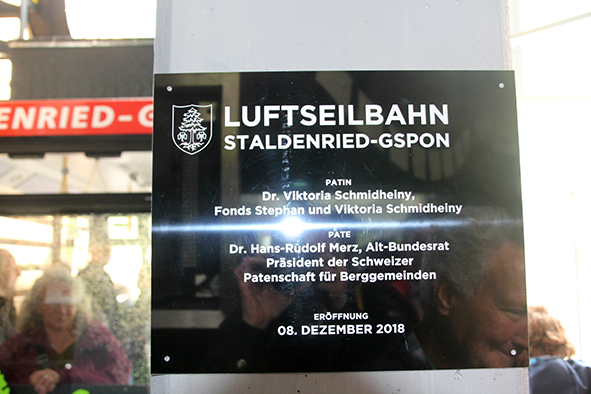 ENRIED-G
LUFTSEILBAHN
STALDENRIED-GSPON
PATIN
Dr. Viktoria Schmidheiny,
Fonds Stephan und Viktoria Schmidheiny
PATE
Dr. Hans-Rudolf Merz, Alt-Bundesrat
Präsident der Schweizer
Patenschaft für Berggemeinden
ERÖFFNUNG
08. DEZEMBER 2018